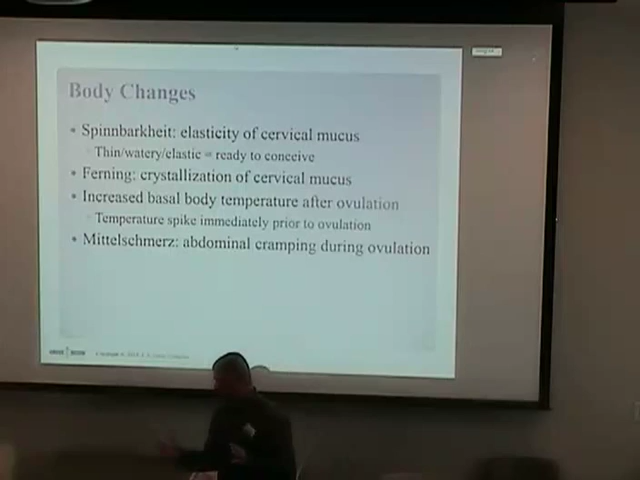 Body Changes
• Spinnbarkheit: elasticity of cervical mucus
Thin/watery/elastic = ready to conceive
• Ferning: crystallization of cervical mucus
• Increased basal body temperature after ovulation
Temperature spike immediately prior to ovulation
• Mittelschmerz: abdominal cramping during ovulation